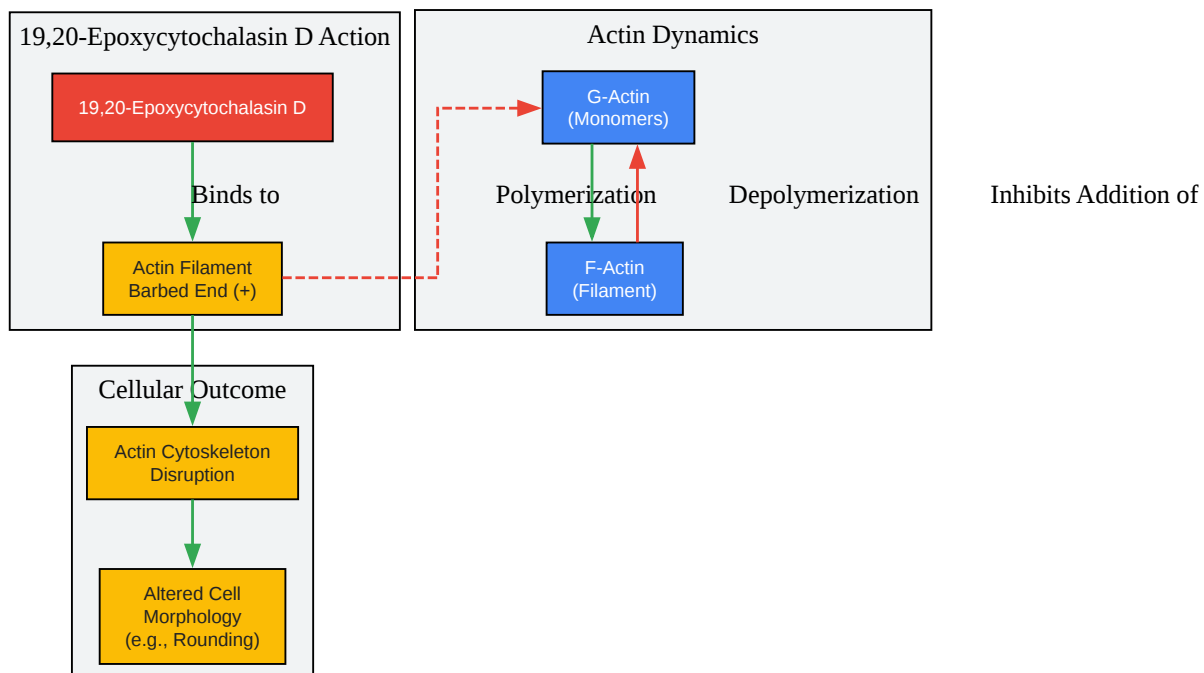 19,20-Epoxycytochalasin D Action
Actin Dynamics
19,20-Epoxycytochalasin D
G-Actin
(Monomers)
Binds to
Polymerization
Depolymerization
Inhibits Addition of
Actin Filament
Barbed End (+)
F-Actin
(Filament)
Cellular Outcome
Actin Cytoskeleton
Disruption
Altered Cell
Morphology
(e.g., Rounding)